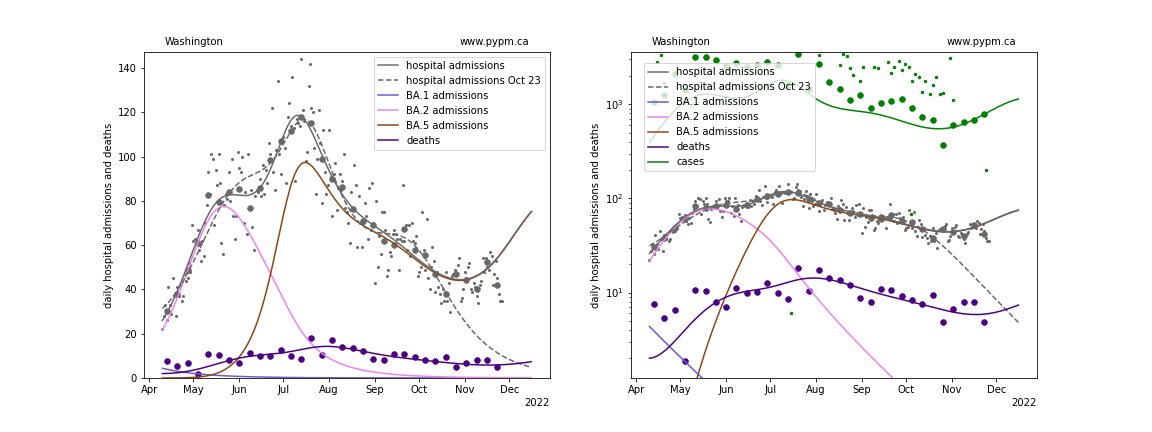 Washington
www.pypm.ca
hospital admissions
hospital admissions Oct 23
BA.1 admissions
BA.2 admissions
BA.5 admissions
deaths
daily hospital admissions and deaths
140
120
100
80
60
40
20
0
Apr May Jun Jul Aug Sep Oct Nov Dec
2022
Washington
www.pypm.ca
hospital admissions
hospital admissions Oct 23
BA.1 admissions
BA.2 admissions
BA.5 admissions
deaths
cases
daily hospital admissions and deaths
10³
10²
10¹
Apr May Jun Jul Aug Sep Oct Nov Dec
2022